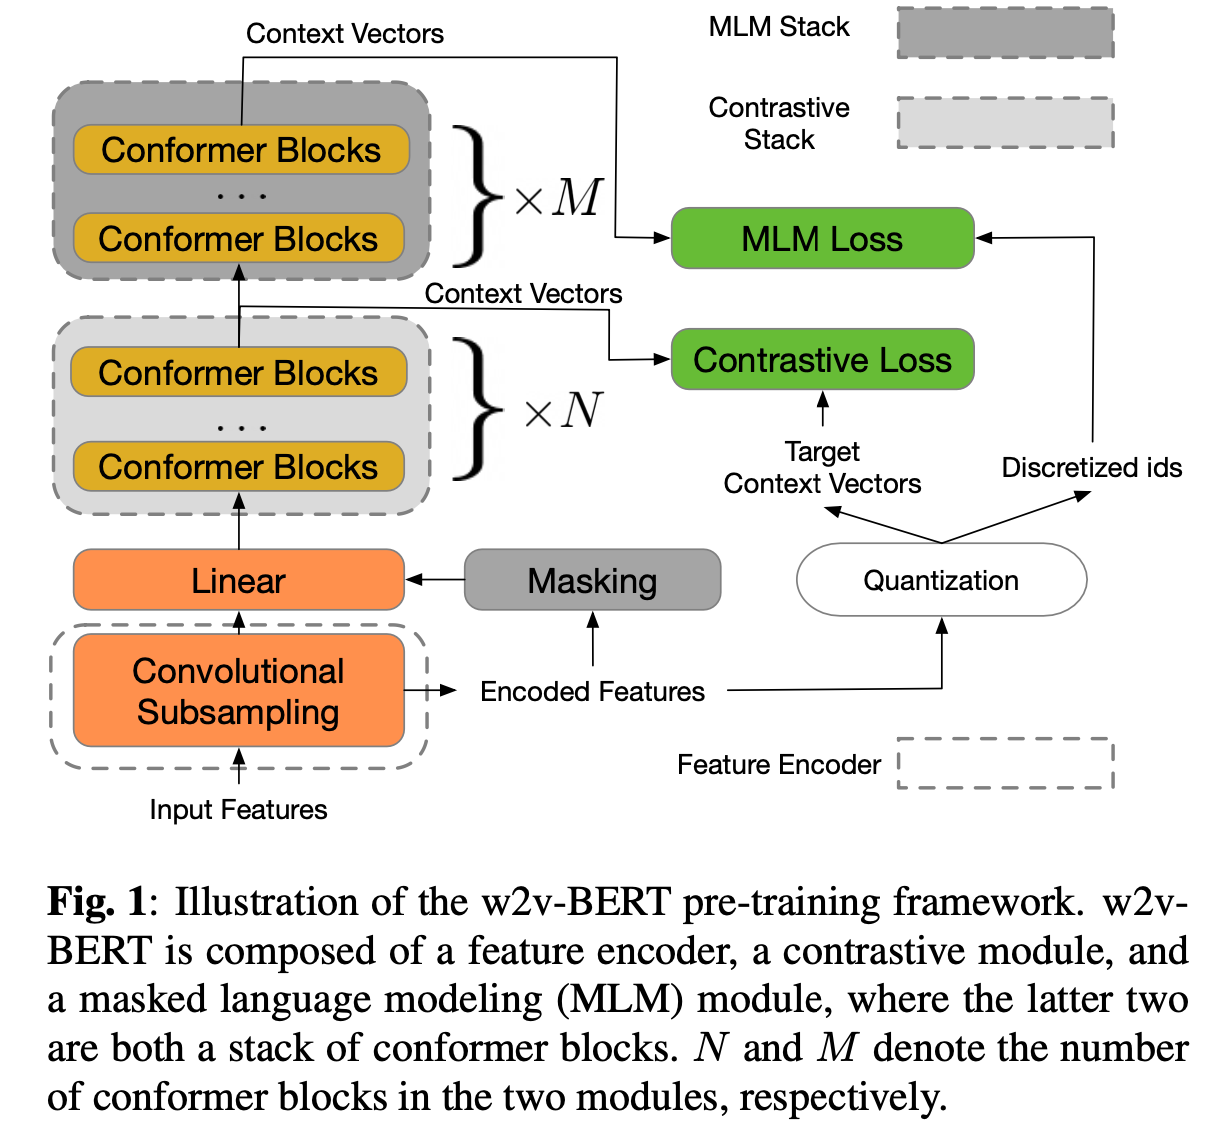 Context Vectors
MLM Stack
Contrastive
Stack
Conformer Blocks
. . .
Conformer Blocks
× M
MLM Loss
Context Vectors
Contrastive Loss
Conformer Blocks
. . .
Conformer Blocks
× N
Target
Context Vectors
Discretized ids
Linear
Masking
Quantization
Convolutional
Subsampling
Encoded Features
Feature Encoder
Input Features
Fig. 1: Illustration of the w2v-BERT pre-training framework. w2v-
BERT is composed of a feature encoder, a contrastive module, and
a masked language modeling (MLM) module, where the latter two
are both a stack of conformer blocks. N and M denote the number
of conformer blocks in the two modules, respectively.